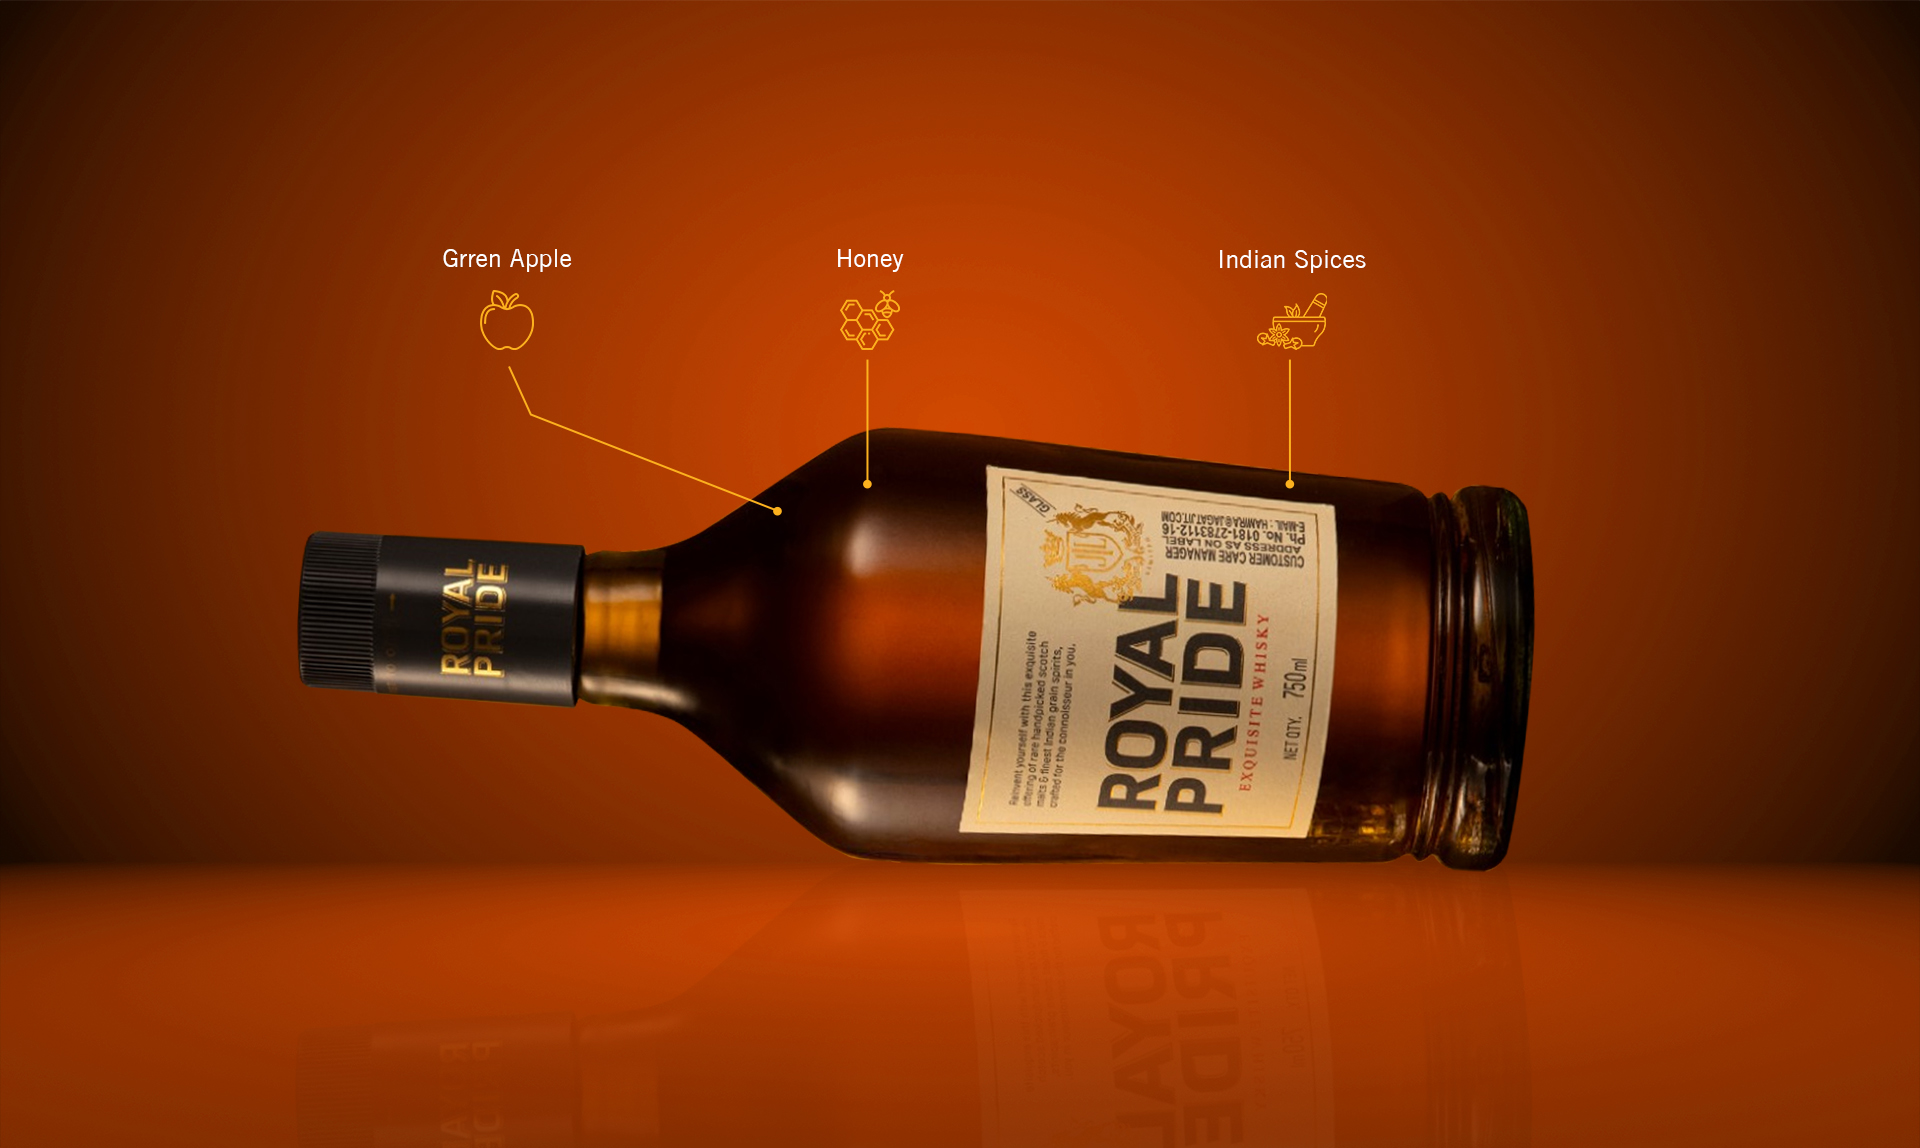 Grren Apple
Honey
Indian Spices
ROYAL
PRIDE
GLASS
CUSTOMER CARE MANAGER
ADDRESS AS ON LABEL
Ph. No. 0181-2783112-16
E-MAIL : HAMIRA@JAGATJIT.COM
Reinvent yourself with this exquisite
offering of rare handpicked scotch
malts & finest Indian grain spirits,
crafted for the connoisseur in you.
ROYAL
PRIDE
EXQUISITE WHISKY
NET QTY. 750ml